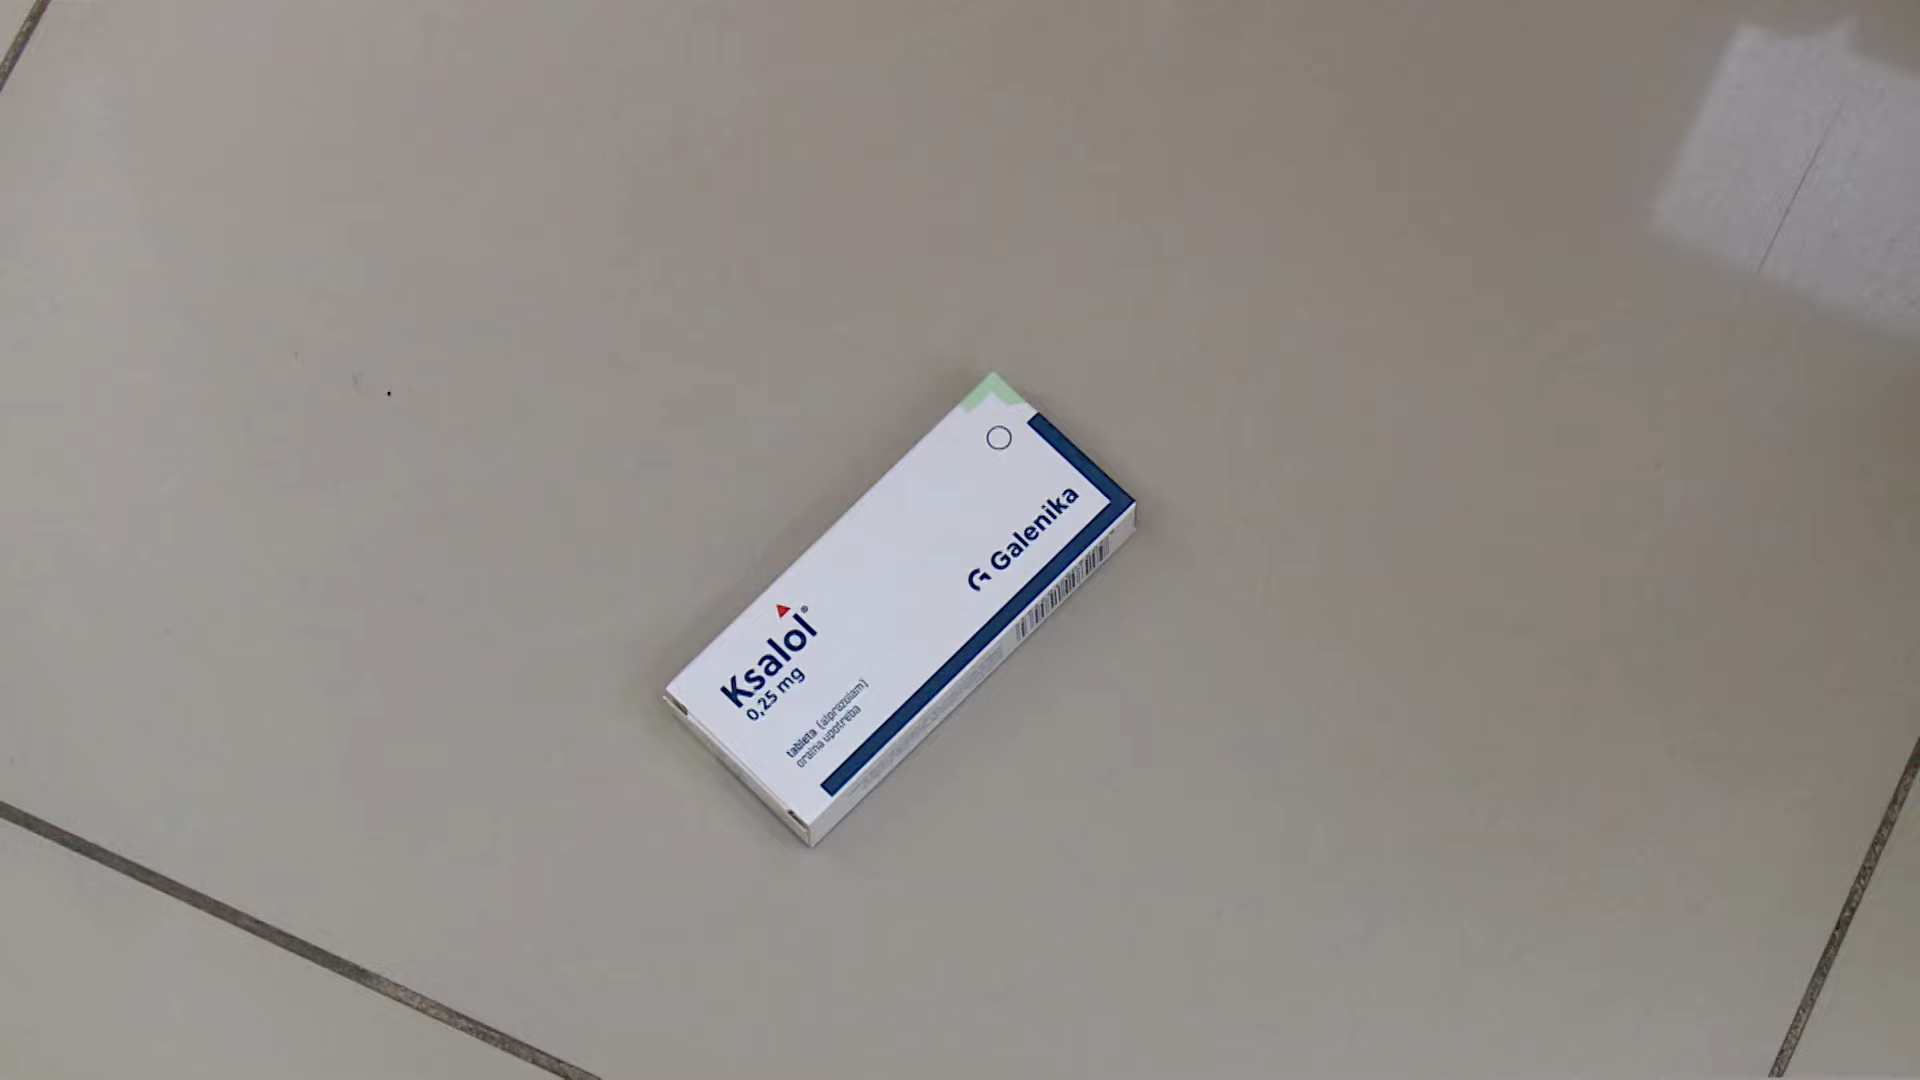 Ksalol®
0,25 mg
tableta (alprazolam)
oralna upotreba
Galenika